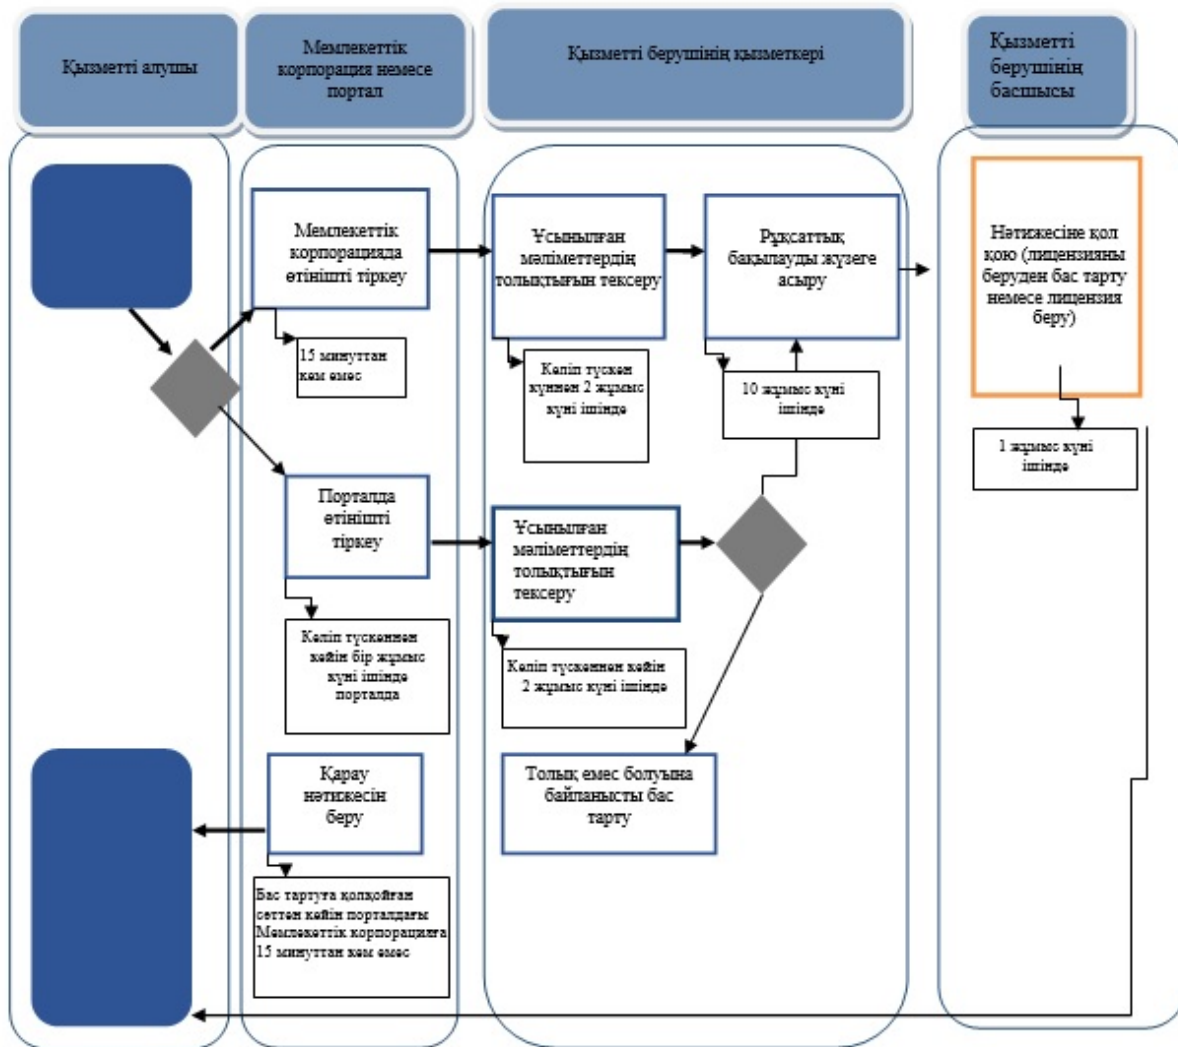 Қызметті алушы
Мемлекеттік
корпорация немесе
портал
Қызметті берушінің қызметкері
Қызметті
берушінің
басшысы
Мемлекеттік
корпорацияда
өтінішті тіркеу
Ұсынылған
мәліметтердің
толықтығын тексеру
Рұқсаттық
бақылауды жүзеге
асыру
Нәтижесіне қол
қою (лицензияны
беруден бас тарту
немесе лицензия
беру)
15 минуттан
кем емес
Келіп түскен
күннен 2 жұмыс
күні ішінде
10 жұмыс күні
ішінде
1 жұмыс күні
ішінде
Порталда
өтінішті
тіркеу
Ұсынылған
мәліметтердің
толықтығын
тексеру
Келіп түскеннен
кейін бір жұмыс
күні ішінде
порталда
Келіп түскеннен кейін
2 жұмыс күні ішінде
Қарау
нәтижесін
беру
Толық емес болуына
байланысты бас
тарту
Бас тартуға қолқойған
сәттен кейін порталдағы
Мемлекеттік корпорацияға
15 минуттан кем емес